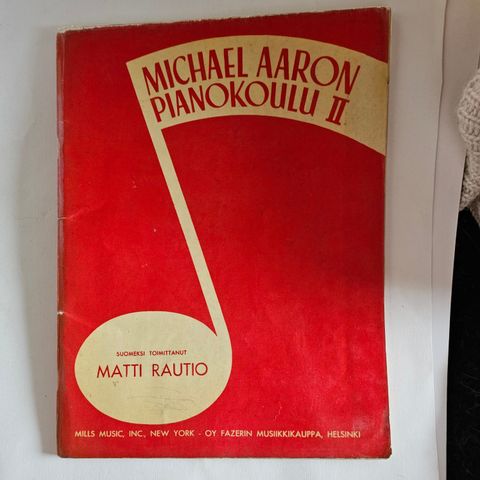 MICHAEL AARON
PIANOKOULU II
SUOMEKSI TOIMITTANUT
MATTI RAUTIO
MILLS MUSIC, INC., NEW YORK - OY FAZERIN MUSIIKKIKAUPPA, HELSINKI